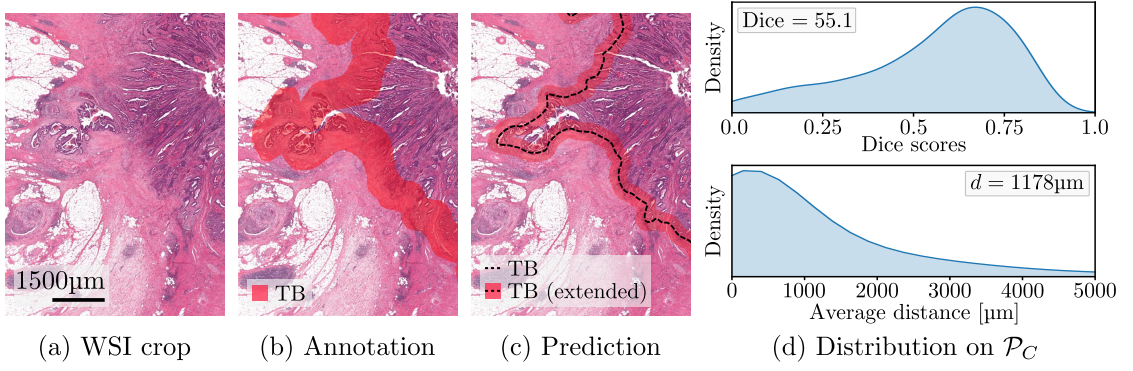 1500µm
TB
TB
TB (extended)
Dice = 55.1
Density
0.0 0.25 0.5 0.75 1.0
Dice scores
d = 1178µm
Density
0 1000 2000 3000 4000 5000
Average distance [µm]
(a) WSI crop
(b) Annotation
(c) Prediction
(d) Distribution on 𝒫C